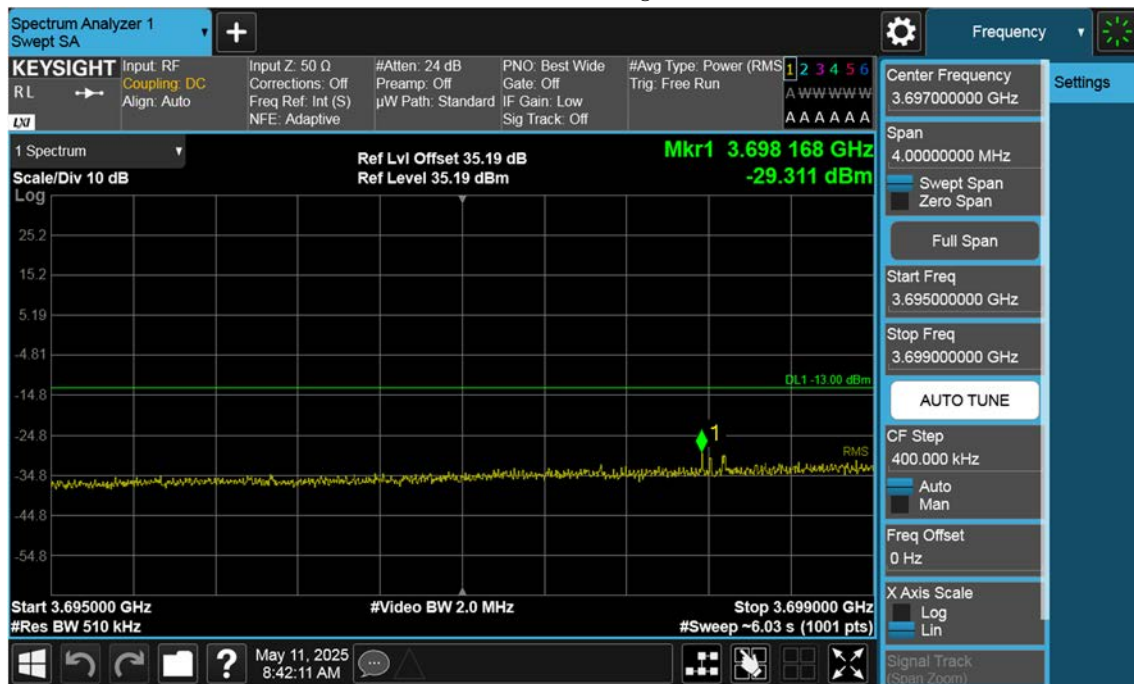 Spectrum Analyzer 1
Swept SA
Frequency
KEYSIGHT
RL
LXI
Input: RF
Coupling: DC
Align: Auto
Input Z: 50 Ω
Corrections: Off
Freq Ref: Int (S)
NFE: Adaptive
#Atten: 24 dB
Preamp: Off
µW Path: Standard
PNO: Best Wide
Gate: Off
IF Gain: Low
Sig Track: Off
#Avg Type: Power (RMS
Trig: Free Run
1 2 3 4 5 6
A W W W W W
A A A A A A
1 Spectrum
Scale/Div 10 dB
Ref Lvl Offset 35.19 dB
Ref Level 35.19 dBm
Mkr1 3.698 168 GHz
-29.311 dBm
Log
25.2
15.2
5.19
-4.81
DL1 -13.00 dBm
-14.8
-24.8
1
RMS
-34.8
-44.8
-54.8
Start 3.695000 GHz
#Video BW 2.0 MHz
Stop 3.699000 GHz
#Res BW 510 kHz
#Sweep ~6.03 s (1001 pts)
Center Frequency
3.697000000 GHz
Settings
Span
4.00000000 MHz
Swept Span
Zero Span
Full Span
Start Freq
3.695000000 GHz
Stop Freq
3.699000000 GHz
AUTO TUNE
CF Step
400.000 kHz
Auto
Man
Freq Offset
0 Hz
X Axis Scale
Log
Lin
Signal Track
(Span Zoom)
?
May 11, 2025
8:42:11 AM